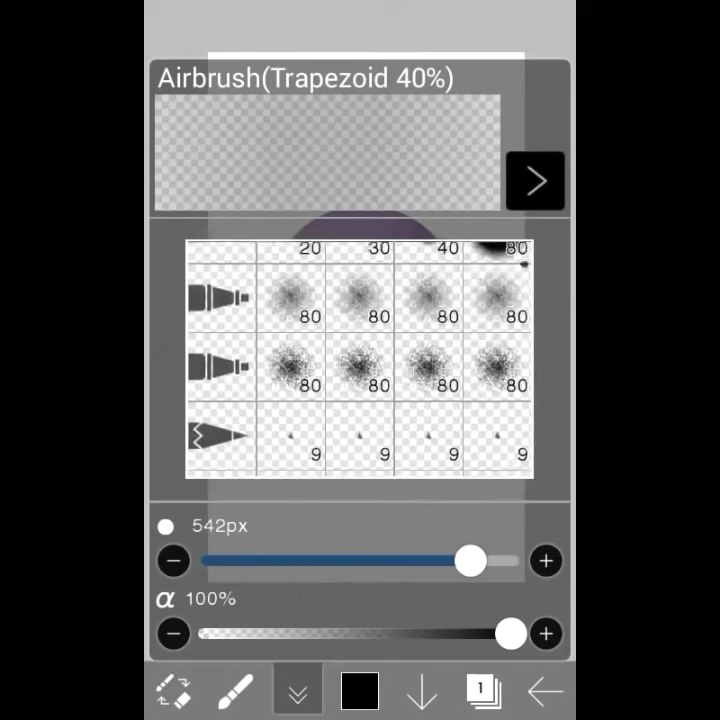 Airbrush(Trapezoid 40%)
20 30 40 80
80 80 80 80
80 80 80 80
9 9 9 9
542px
α 100%
1